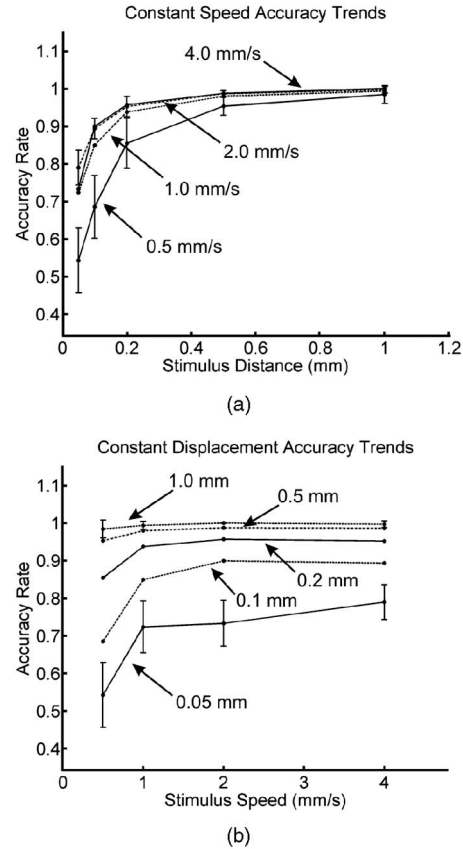 Constant Speed Accuracy Trends
1.1
1
0.9
0.8
0.7
0.6
0.5
0.4
Accuracy Rate
4.0 mm/s
2.0 mm/s
1.0 mm/s
0.5 mm/s
0 0.2 0.4 0.6 0.8 1.0 1.2
Stimulus Distance (mm)
(a)
Constant Displacement Accuracy Trends
1.1
1
0.9
0.8
0.7
0.6
0.5
0.4
Accuracy Rate
1.0 mm
0.5 mm
0.2 mm
0.1 mm
0.05 mm
0 1 2 3 4
Stimulus Speed (mm/s)
(b)